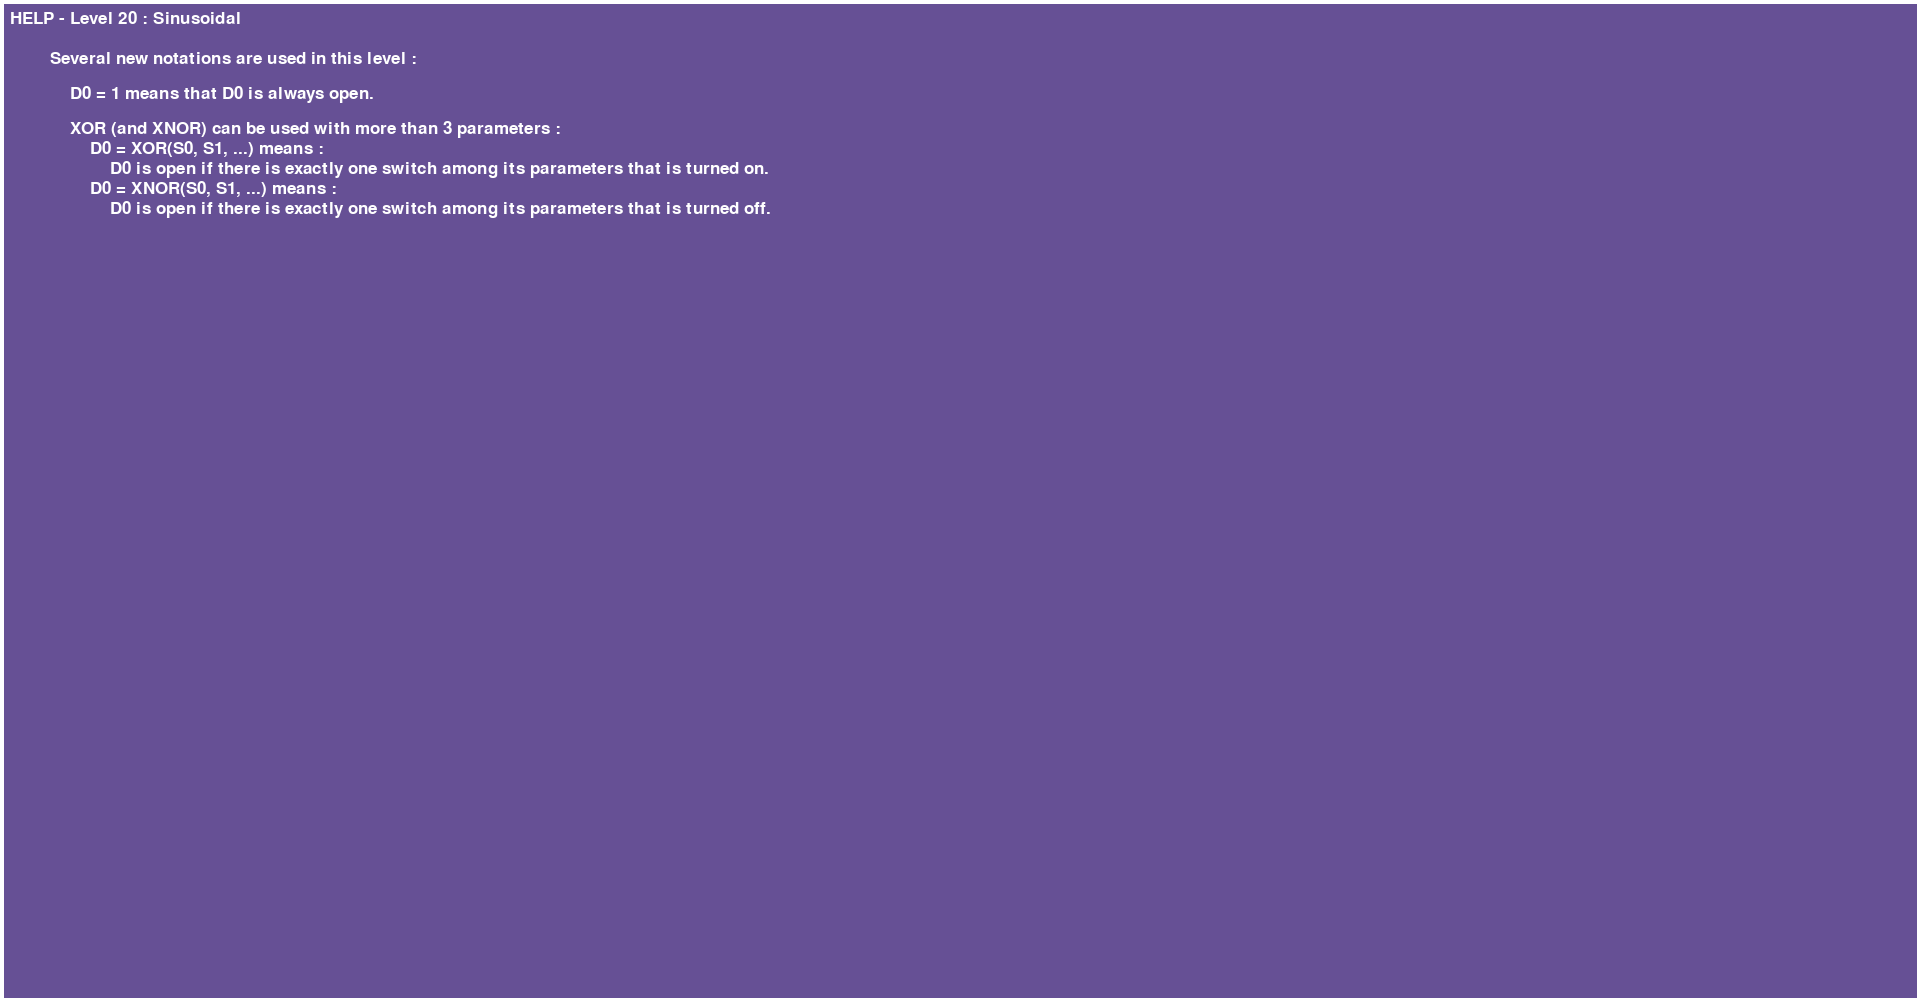 HELP - Level 20 : Sinusoidal
Several new notations are used in this level :
D0 = 1 means that D0 is always open.
XOR (and XNOR) can be used with more than 3 parameters :
D0 = XOR(S0, S1, ...) means :
D0 is open if there is exactly one switch among its parameters that is turned on.
D0 = XNOR(S0, S1, ...) means :
D0 is open if there is exactly one switch among its parameters that is turned off.